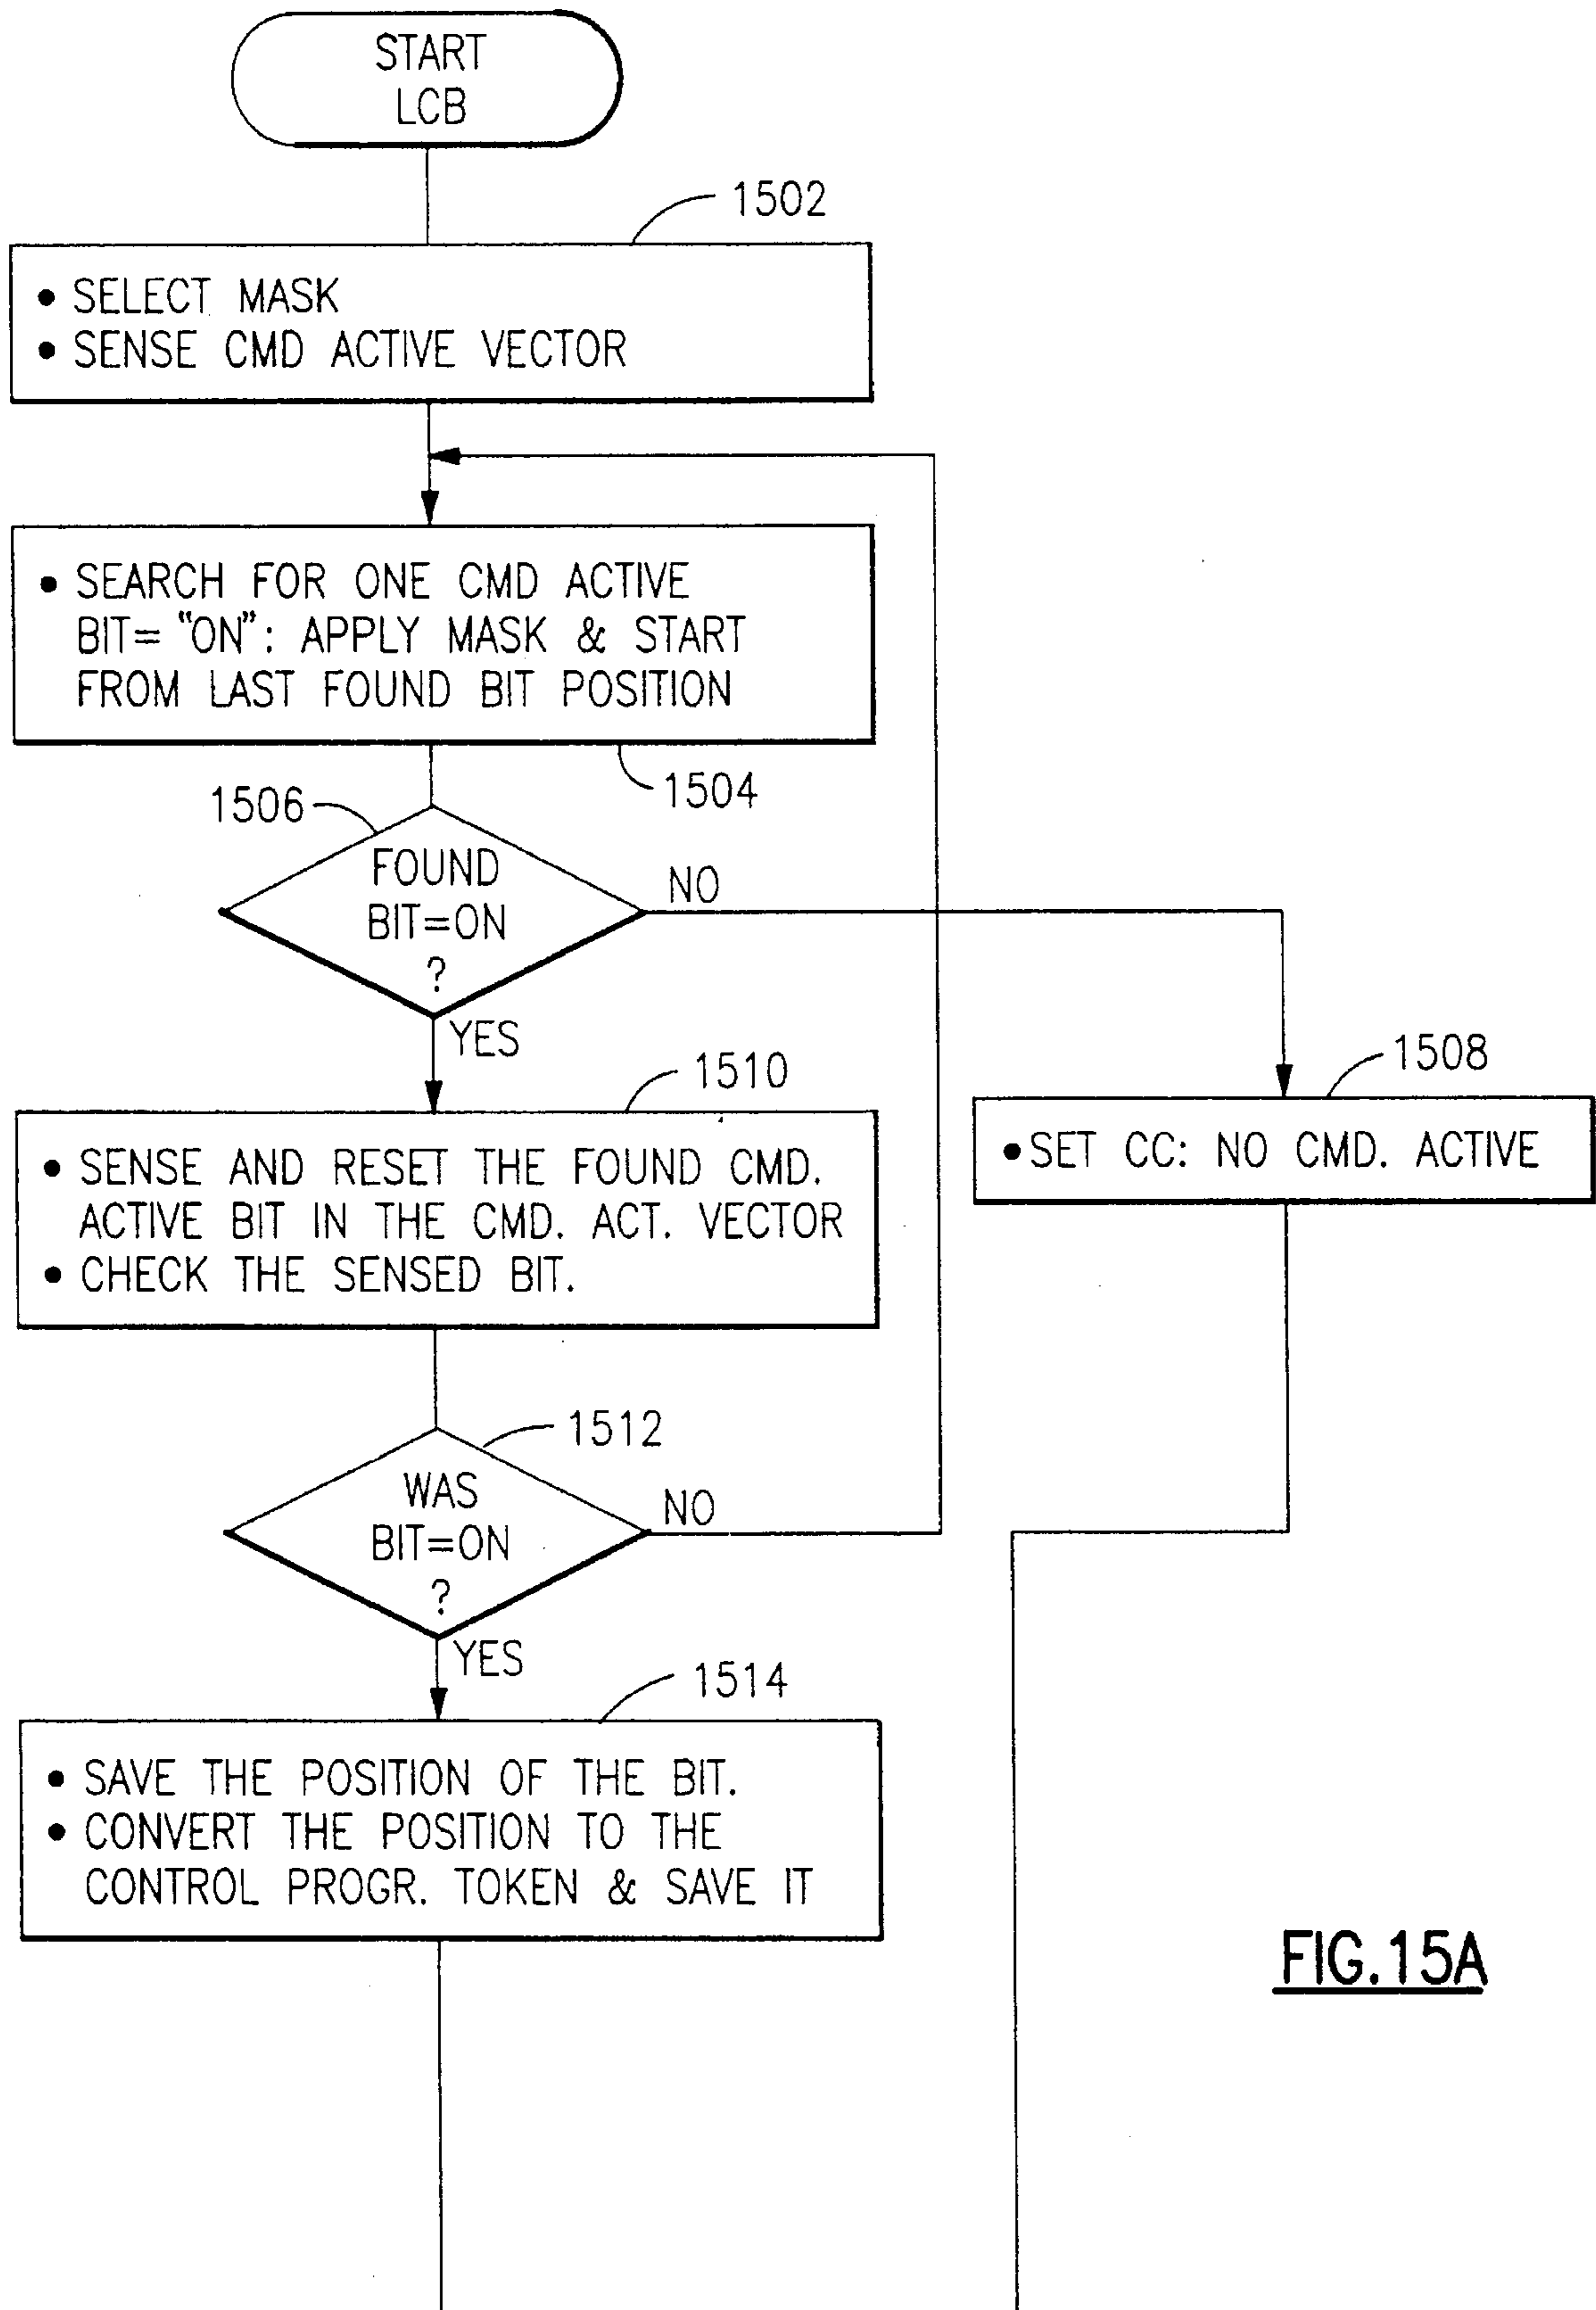 START
LCB
1502
• SELECT MASK
• SENSE CMD ACTIVE VECTOR
• SEARCH FOR ONE CMD ACTIVE
BIT= "ON": APPLY MASK & START
FROM LAST FOUND BIT POSITION
1504
1506
FOUND
BIT=ON
?
NO
YES
1508
• SET CC: NO CMD. ACTIVE
1510
• SENSE AND RESET THE FOUND CMD.
ACTIVE BIT IN THE CMD. ACT. VECTOR
• CHECK THE SENSED BIT.
1512
WAS
BIT=ON
?
NO
YES
1514
• SAVE THE POSITION OF THE BIT.
• CONVERT THE POSITION TO THE
CONTROL PROGR. TOKEN & SAVE IT
FIG.15A